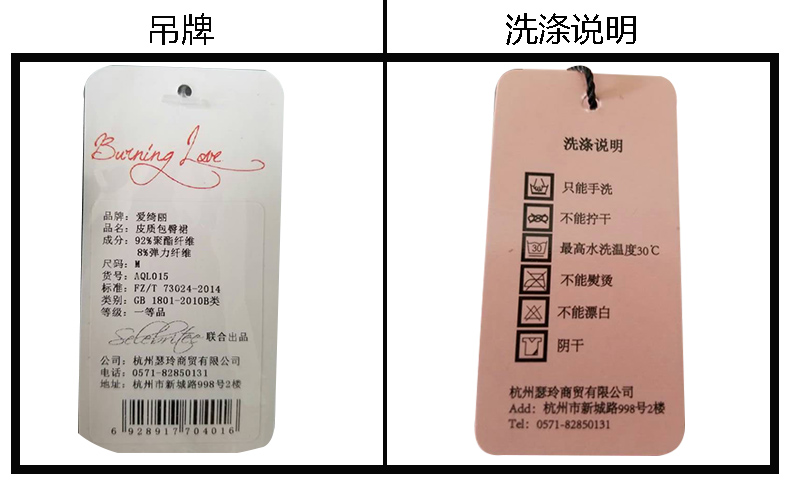 吊牌
洗涤说明
Burning Love
品牌：爱绮丽
品名：皮质包臀裙
成分：92%聚酯纤维
8%弹力纤维
尺码：M
货号：AQL015
标准：FZ/T 73024-2014
类别：GB 1801-2010B类
等级：一等品
联合出品
公司：杭州瑟玲商贸有限公司
电话：0571-82850131
地址：杭州市新城路998号2楼
6 928917 704016
洗涤说明
只能手洗
不能拧干
30
最高水洗温度30℃
不能熨烫
不能漂白
阴干
杭州瑟玲商贸有限公司
Add：杭州市新城路998号2楼
Tel：0571-82850131